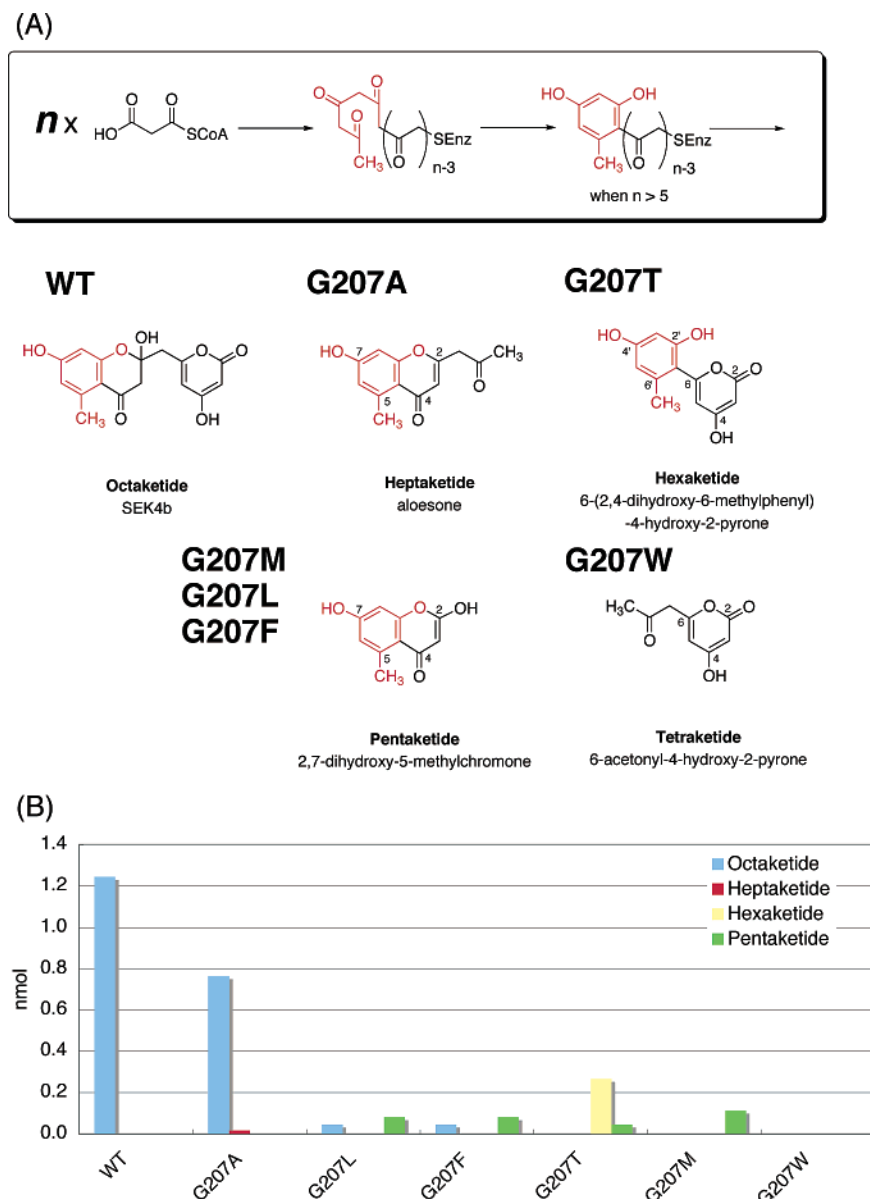 (A)
n x
O O
HO SCoA
O O
O
CH3 O SEnz
n-3
HO OH
SEnz
CH3 O
n-3
when n > 5
WT
G207A
G207T
HO O OH O O
CH3 O OH
HO 7 O 2 CH3
5 4 O
CH3 O
HO 2' OH
4' O 2 O
6' 6
CH3 4
OH
Octaketide
SEK4b
Heptaketide
aloesone
Hexaketide
6-(2,4-dihydroxy-6-methylphenyl)
-4-hydroxy-2-pyrone
G207M
G207L
G207F
G207W
HO 7 O 2 OH
5 4
CH3 O
H3C O 2 O
O 6 4
OH
Pentaketide
2,7-dihydroxy-5-methylchromone
Tetraketide
6-acetonyl-4-hydroxy-2-pyrone
(B)
1.4
1.2
1.0
0.8
0.6
0.4
0.2
0.0
nmol
Octaketide
Heptaketide
Hexaketide
Pentaketide
WT
G207A
G207L
G207F
G207T
G207M
G207W